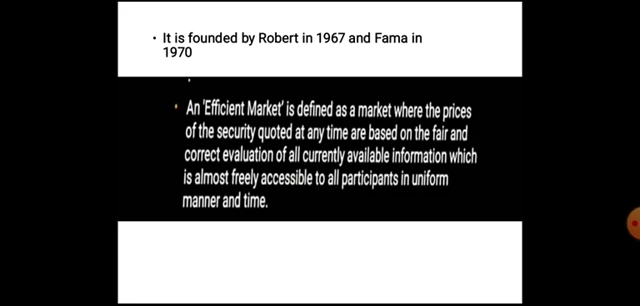 • It is founded by Robert in 1967 and Fama in
1970
• An 'Efficient Market' is defined as a market where the prices
of the security quoted at any time are based on the fair and
correct evaluation of all currently available information which
is almost freely accessible to all participants in uniform
manner and time.